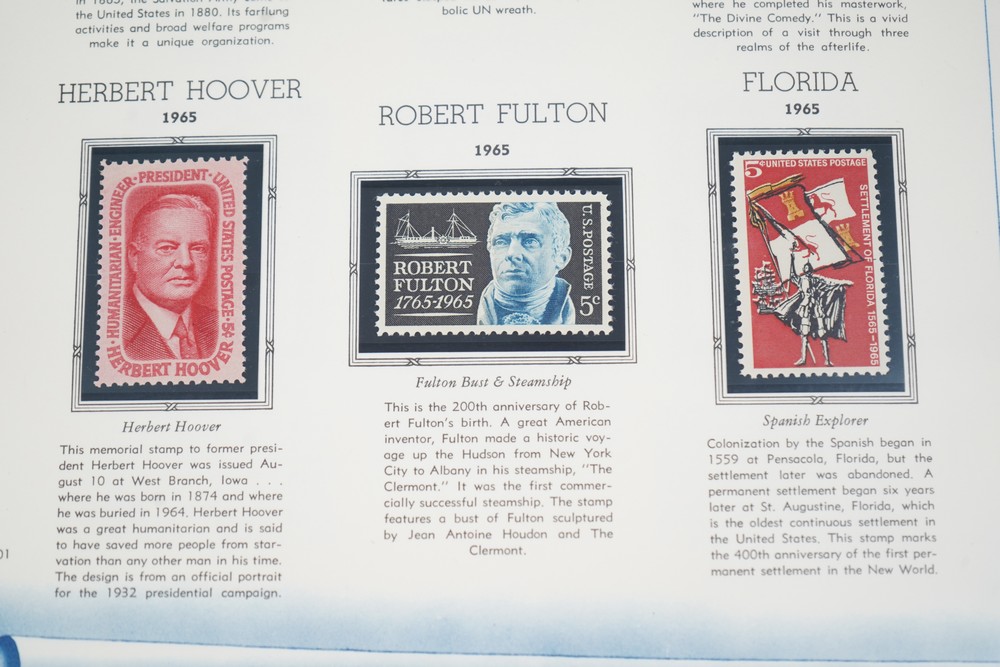 in 1865, the Salvation Army came to
the United States in 1880. Its farflung
activities and broad welfare programs
make it a unique organization.
bolic UN wreath.
where he completed his masterwork,
"The Divine Comedy." This is a vivid
description of a visit through three
realms of the afterlife.
HERBERT HOOVER
1965
HUMANITARIAN·ENGINEER·PRESIDENT·UNITED STATES POSTAGE·5¢
HERBERT HOOVER
Herbert Hoover
This memorial stamp to former presi-
dent Herbert Hoover was issued Au-
gust 10 at West Branch, Iowa . . .
where he was born in 1874 and where
he was buried in 1964. Herbert Hoover
was a great humanitarian and is said
to have saved more people from star-
vation than any other man in his time.
The design is from an official portrait
for the 1932 presidential campaign.
ROBERT FULTON
1965
ROBERT
FULTON
1765-1965
U.S. POSTAGE
5c
Fulton Bust & Steamship
This is the 200th anniversary of Rob-
ert Fulton's birth. A great American
inventor, Fulton made a historic voy-
age up the Hudson from New York
City to Albany in his steamship, "The
Clermont." It was the first commer-
cially successful steamship. The stamp
features a bust of Fulton sculptured
by Jean Antoine Houdon and The
Clermont.
FLORIDA
1965
5¢ UNITED STATES POSTAGE
SETTLEMENT OF FLORIDA 1565-1965
Spanish Explorer
Colonization by the Spanish began in
1559 at Pensacola, Florida, but the
settlement later was abandoned. A
permanent settlement began six years
later at St. Augustine, Florida, which
is the oldest continuous settlement in
the United States. This stamp marks
the 400th anniversary of the first per-
manent settlement in the New World.
01